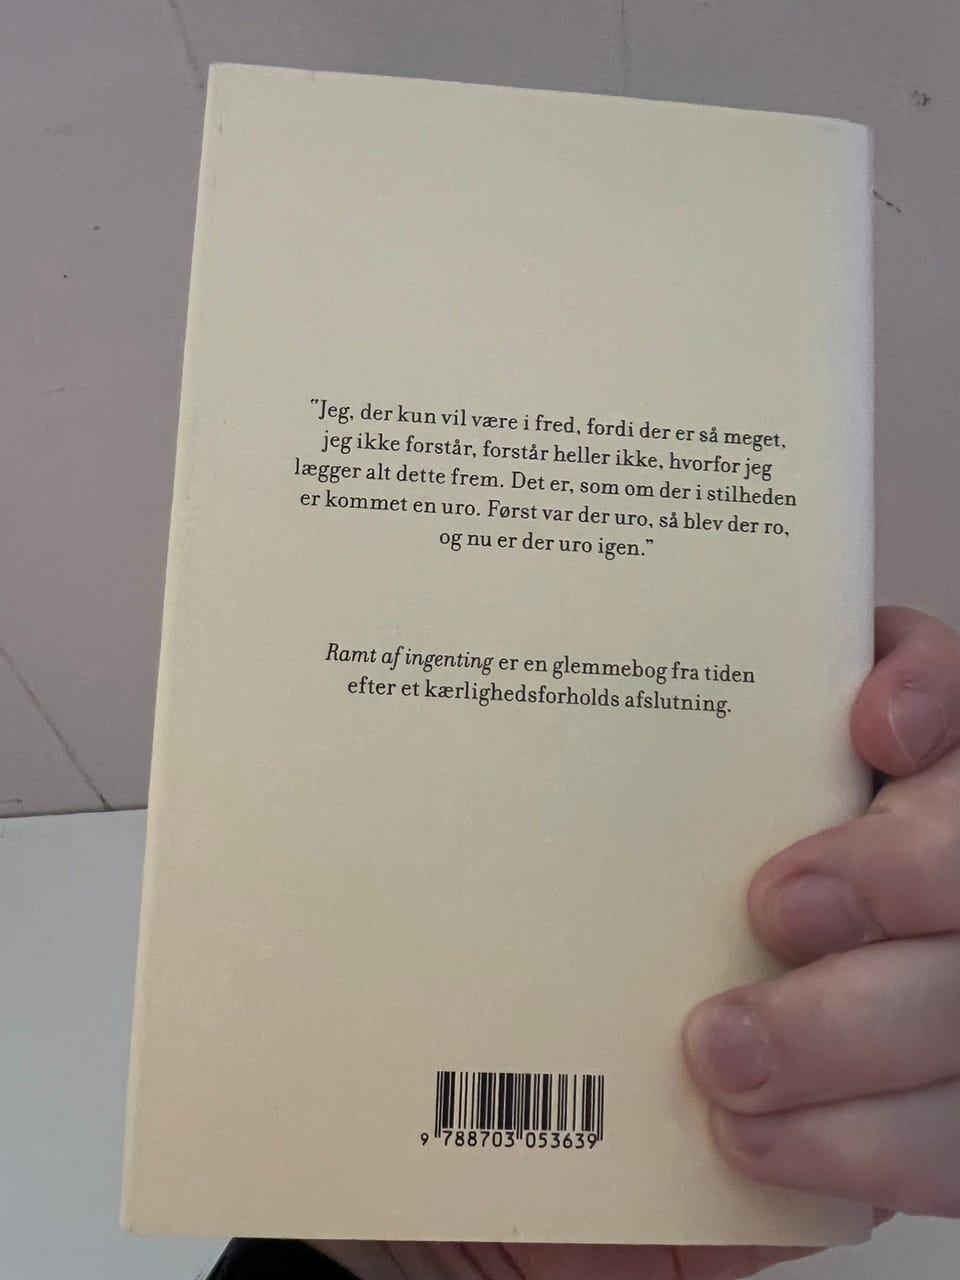 "Jeg, der kun vil være i fred, fordi der er så meget,
jeg ikke forstår, forstår heller ikke, hvorfor jeg
lægger alt dette frem. Det er, som om der i stilheden
er kommet en uro. Først var der uro, så blev der ro,
og nu er der uro igen."
Ramt af ingenting er en glemmebog fra tiden
efter et kærlighedsforholds afslutning.
9 788703 053639